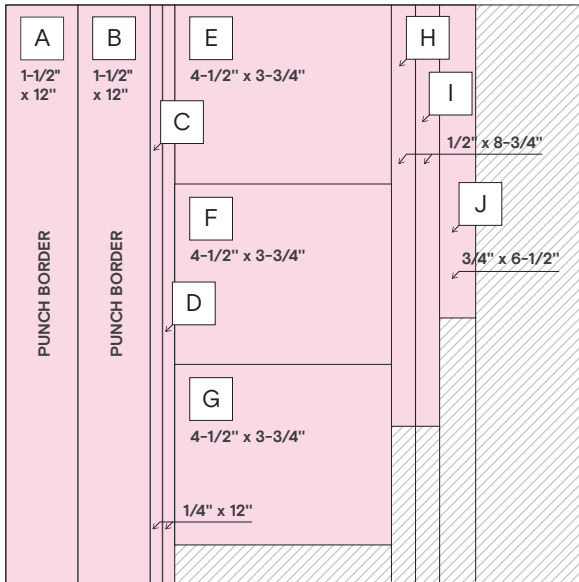 A
1-1/2"
x 12"
PUNCH BORDER
B
1-1/2"
x 12"
PUNCH BORDER
C
D
1/4" x 12"
E
4-1/2" x 3-3/4"
F
4-1/2" x 3-3/4"
G
4-1/2" x 3-3/4"
H
I
1/2" x 8-3/4"
J
3/4" x 6-1/2"